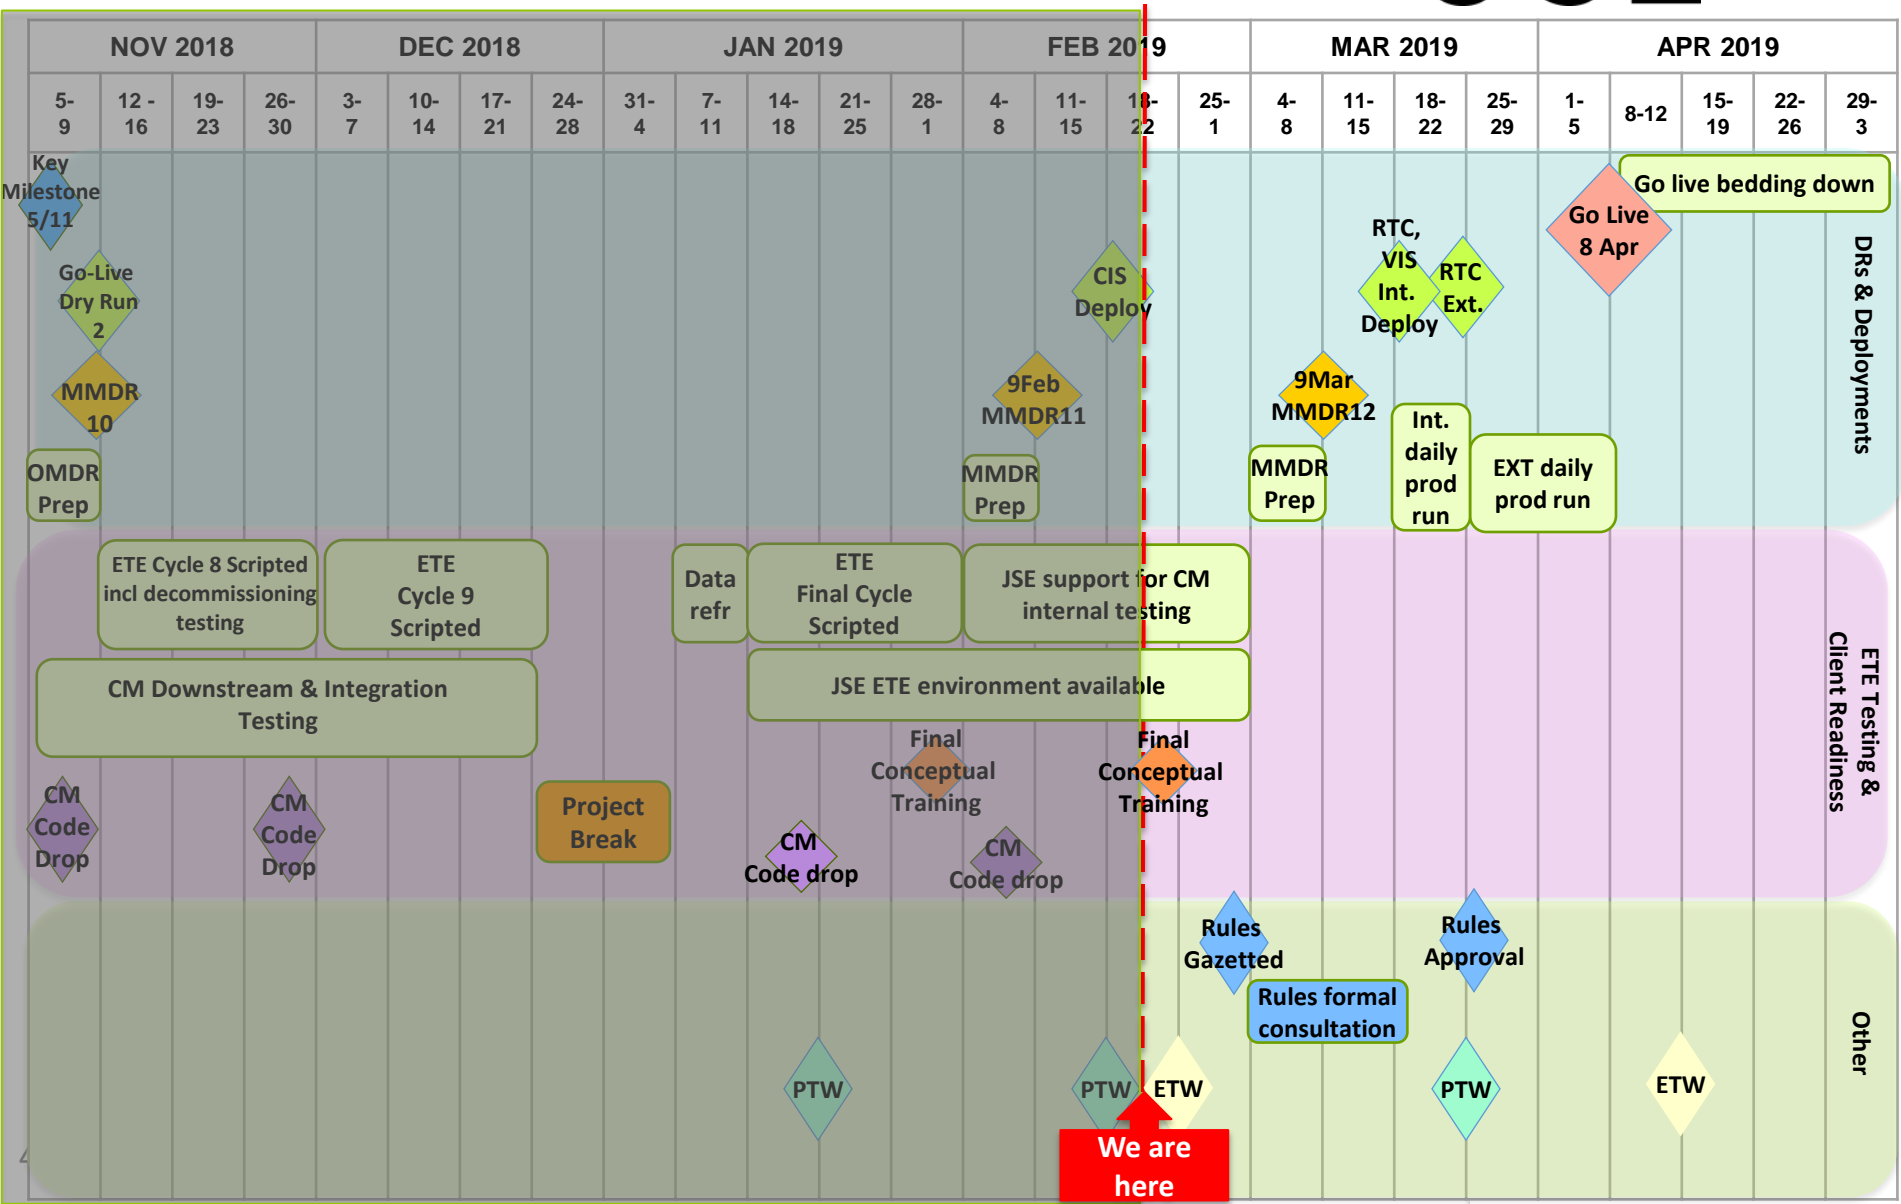 NOV 2018 DEC 2018 JAN 2019 FEB 2019 MAR 2019 APR 2019
5-9 12 -16 19-23 26-30 3-7 10-14 17-21 24-28 31-4 7-11 14-18 21-25 28-1 4-8 11-15 18-22 25-1 4-8 11-15 18-22 25-29 1-5 8-12 15-19 22-26 29-3
Key
Milestone
5/11
Go-Live
Dry Run
2
MMDR
10
OMDR
Prep
CIS
Deploy
9Feb
MMDR11
MMDR
Prep
RTC,
VIS
Int.
Deploy
RTC
Ext.
9Mar
MMDR12
MMDR
Prep
Int.
daily
prod
run
EXT daily
prod run
Go Live
8 Apr
Go live bedding down
DRs & Deployments
ETE Cycle 8 Scripted
incl decommissioning
testing
ETE
Cycle 9
Scripted
Data
refr
ETE
Final Cycle
Scripted
JSE support for CM
internal testing
CM Downstream & Integration
Testing
JSE ETE environment available
Final
Conceptual
Training
Final
Conceptual
Training
CM
Code
Drop
CM
Code
Drop
Project
Break
CM
Code drop
CM
Code drop
ETE Testing &
Client Readiness
Rules
Gazetted
Rules
Approval
Rules formal
consultation
PTW
PTW
ETW
PTW
ETW
Other
We are
here
4